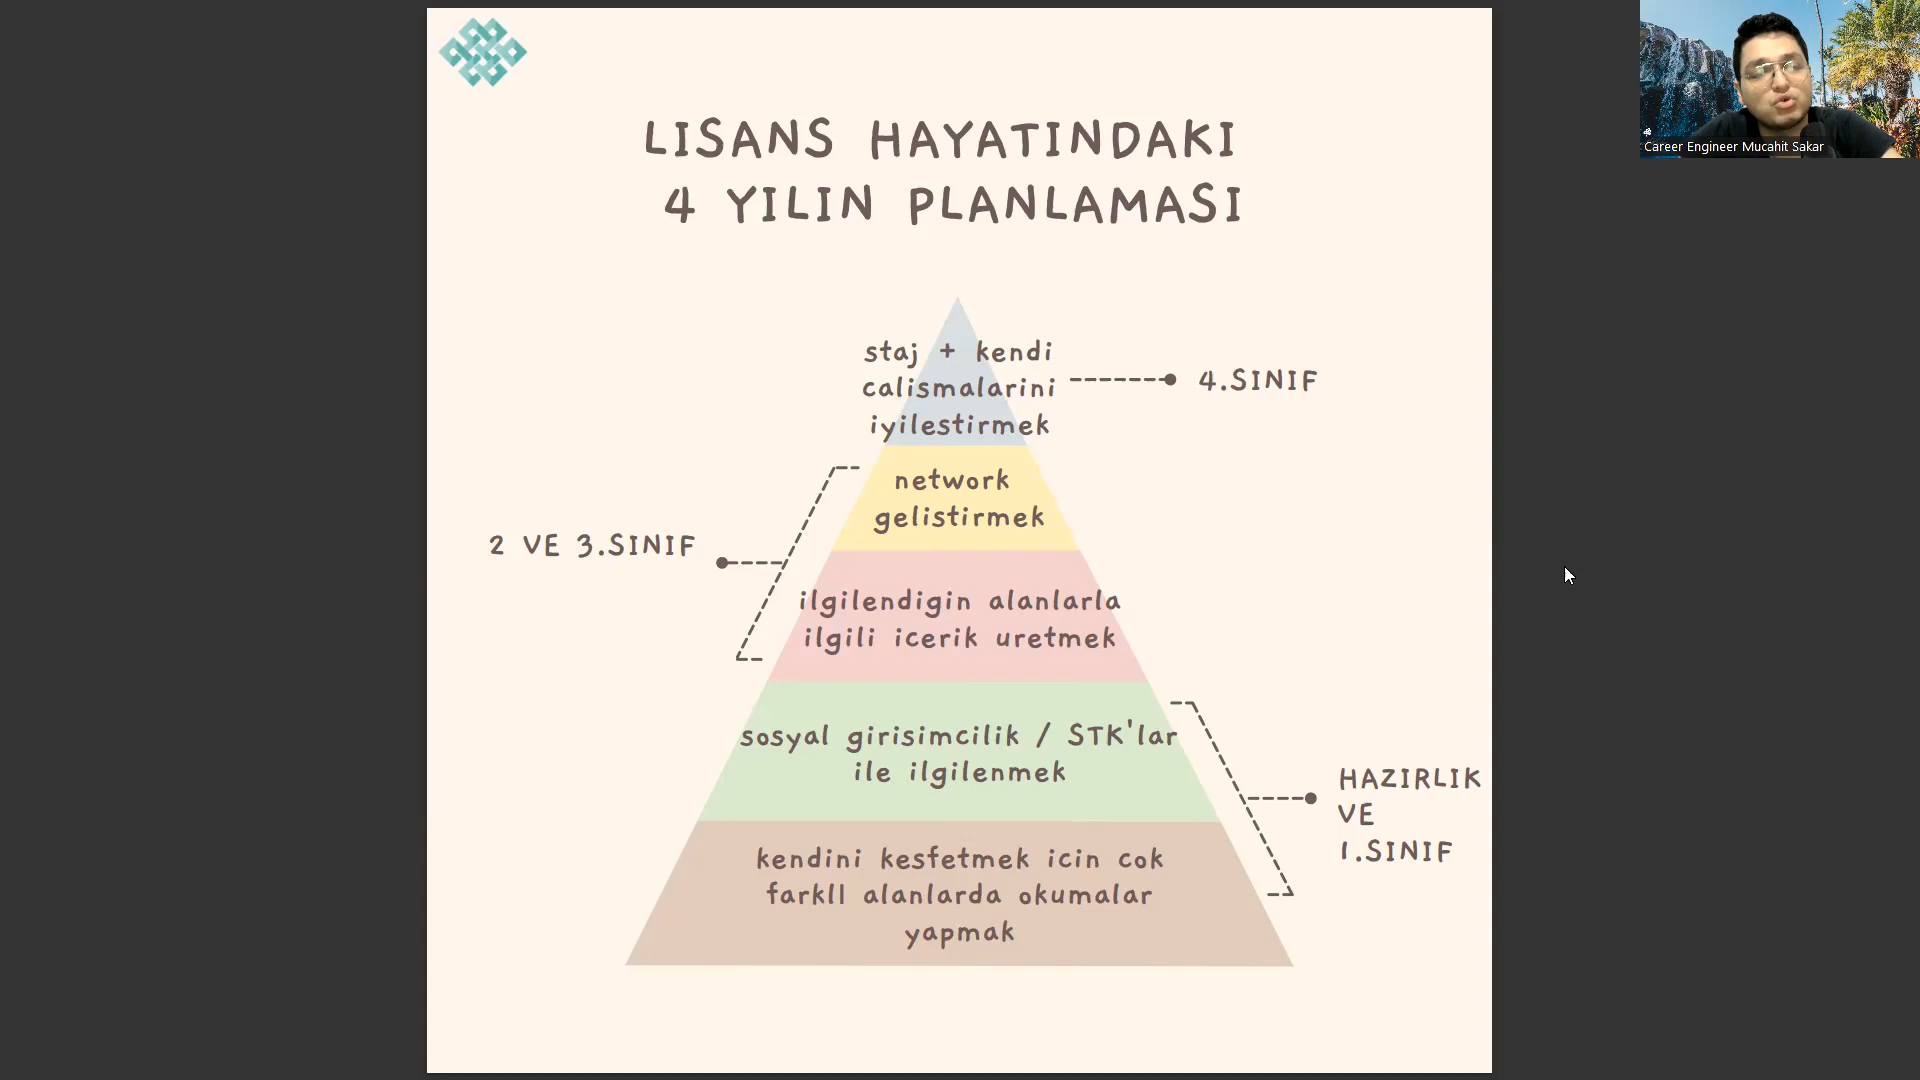 LISANS HAYATINDAKI
4 YILIN PLANLAMASI
staj + kendi
calismalarini
iyilestirmek
4.SINIF
network
gelistirmek
2 VE 3.SINIF
ilgilendigin alanlarla
ilgili icerik uretmek
sosyal girisimcilik / STK'lar
ile ilgilenmek
HAZIRLIK
VE
1.SINIF
kendini kesfetmek icin cok
farklI alanlarda okumalar
yapmak
Career Engineer Mucahit Sakar